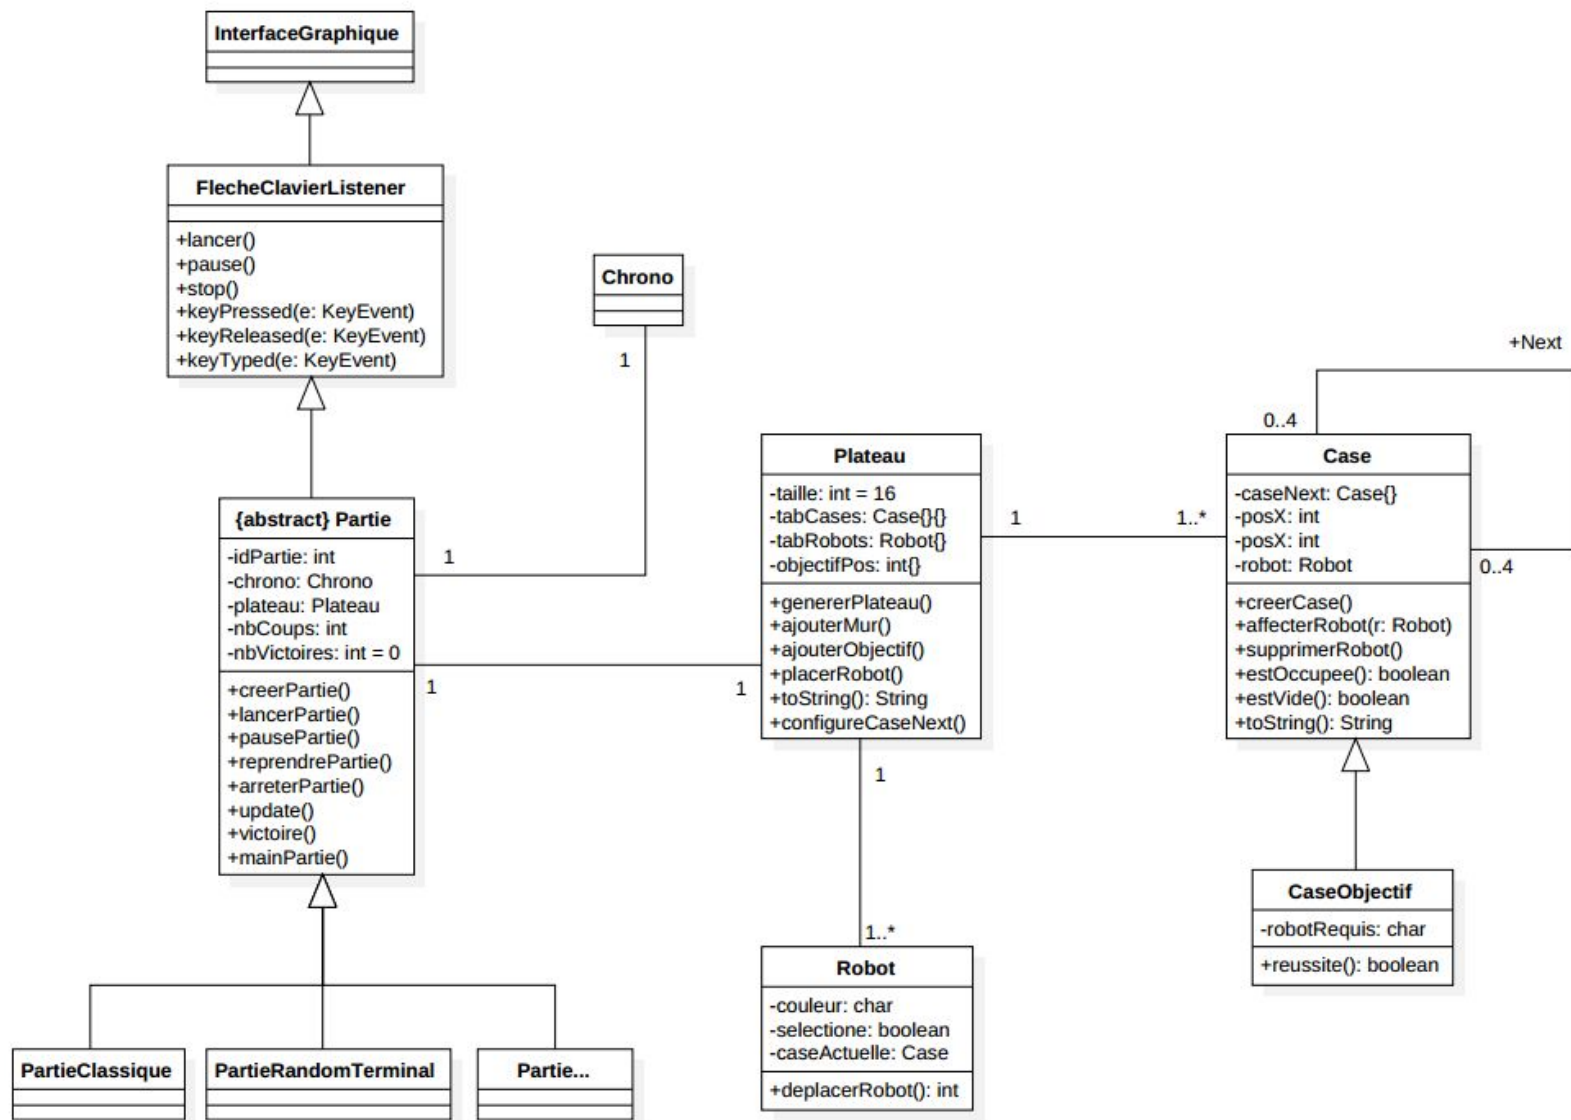 InterfaceGraphique
FlecheClavierListener
+lancer()
+pause()
+stop()
+keyPressed(e: KeyEvent)
+keyReleased(e: KeyEvent)
+keyTyped(e: KeyEvent)
Chrono
1
1
{abstract} Partie
-idPartie: int
-chrono: Chrono
-plateau: Plateau
-nbCoups: int
-nbVictoires: int = 0
+creerPartie()
+lancerPartie()
+pausePartie()
+reprendrePartie()
+arreterPartie()
+update()
+victoire()
+mainPartie()
1
1
Plateau
-taille: int = 16
-tabCases: Case{}{}
-tabRobots: Robot{}
-objectifPos: int{}
+genererPlateau()
+ajouterMur()
+ajouterObjectif()
+placerRobot()
+toString(): String
+configureCaseNext()
1
1..*
+Next
0..4
0..4
Case
-caseNext: Case{}
-posX: int
-posX: int
-robot: Robot
+creerCase()
+affecterRobot(r: Robot)
+supprimerRobot()
+estOccupee(): boolean
+estVide(): boolean
+toString(): String
1
1..*
Robot
-couleur: char
-selectione: boolean
-caseActuelle: Case
+deplacerRobot(): int
CaseObjectif
-robotRequis: char
+reussite(): boolean
PartieClassique
PartieRandomTerminal
Partie...